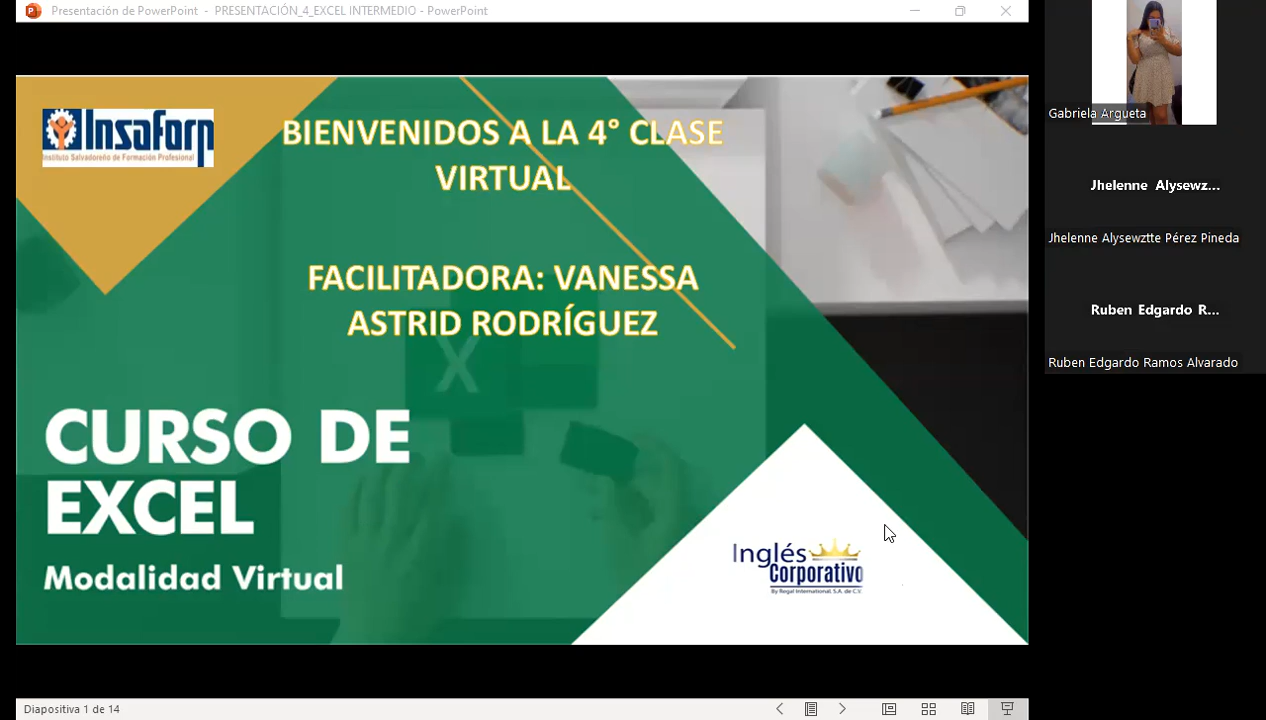 Presentación de PowerPoint - PRESENTACIÓN_4_EXCEL INTERMEDIO - PowerPoint
Insaforp
Instituto Salvadoreño de Formación Profesional
BIENVENIDOS A LA 4° CLASE
VIRTUAL
FACILITADORA: VANESSA
ASTRID RODRÍGUEZ
X
CURSO DE
EXCEL
Modalidad Virtual
Inglés
Corporativo
By Regal International, S.A. de C.V.
Gabriela Argueta
Jhelenne Alysewz...
Jhelenne Alysewztte Pérez Pineda
Ruben Edgardo R...
Ruben Edgardo Ramos Alvarado
Diapositiva 1 de 14